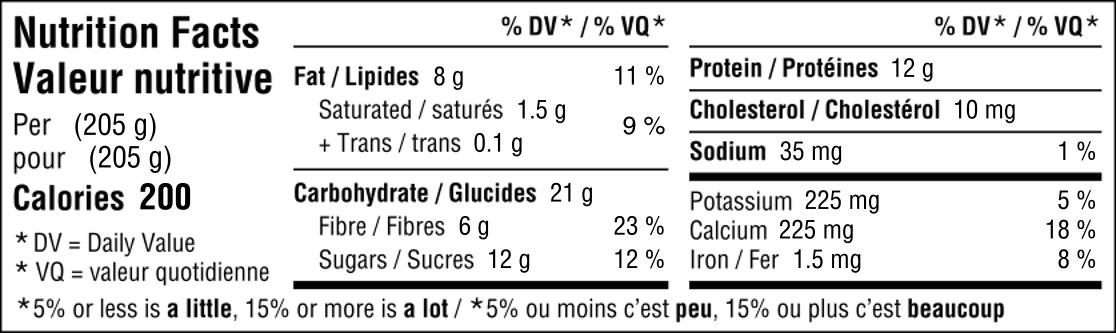 Nutrition Facts
Valeur nutritive
Per (205 g)
pour (205 g)
Calories 200
* DV = Daily Value
* VQ = valeur quotidienne
% DV* / % VQ*
Fat / Lipides 8 g 11 %
Saturated / saturés 1.5 g
+ Trans / trans 0.1 g
9 %
Carbohydrate / Glucides 21 g
Fibre / Fibres 6 g 23 %
Sugars / Sucres 12 g 12 %
% DV* / % VQ*
Protein / Protéines 12 g
Cholesterol / Cholestérol 10 mg
Sodium 35 mg 1 %
Potassium 225 mg 5 %
Calcium 225 mg 18 %
Iron / Fer 1.5 mg 8 %
*5% or less is a little, 15% or more is a lot / *5% ou moins c'est peu, 15% ou plus c'est beaucoup